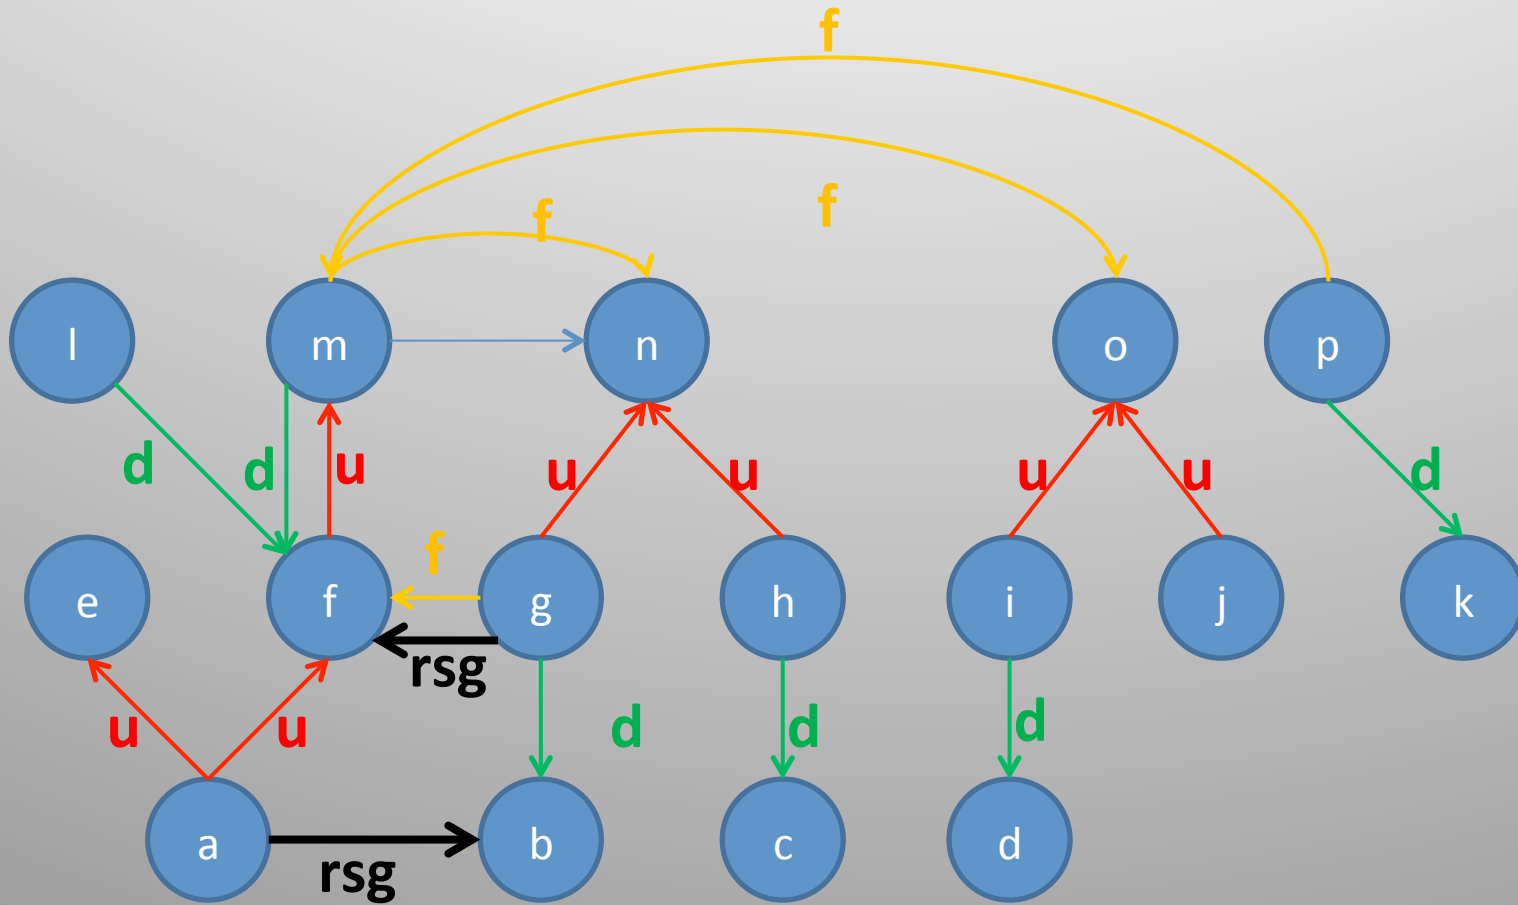 f
f f
l m n o p
d d u u u u u d
f
e f g h i j k
rsg
u u d d d
a b c d
rsg